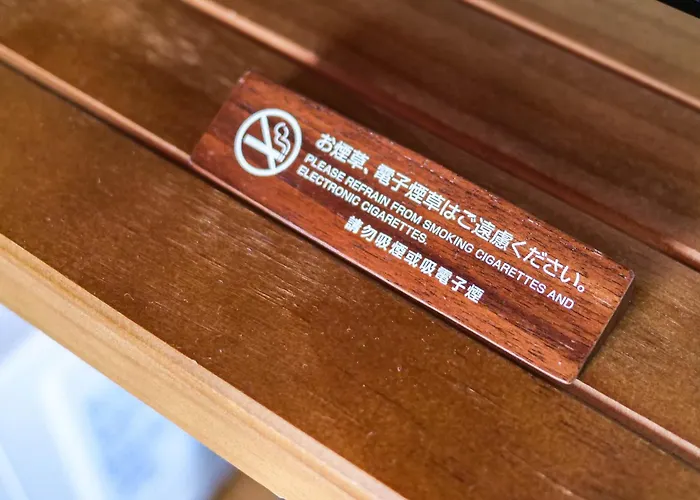 お煙草、電子煙草はご遠慮ください。
PLEASE REFRAIN FROM SMOKING CIGARETTES AND
ELECTRONIC CIGARETTES.
請勿吸煙或吸電子煙